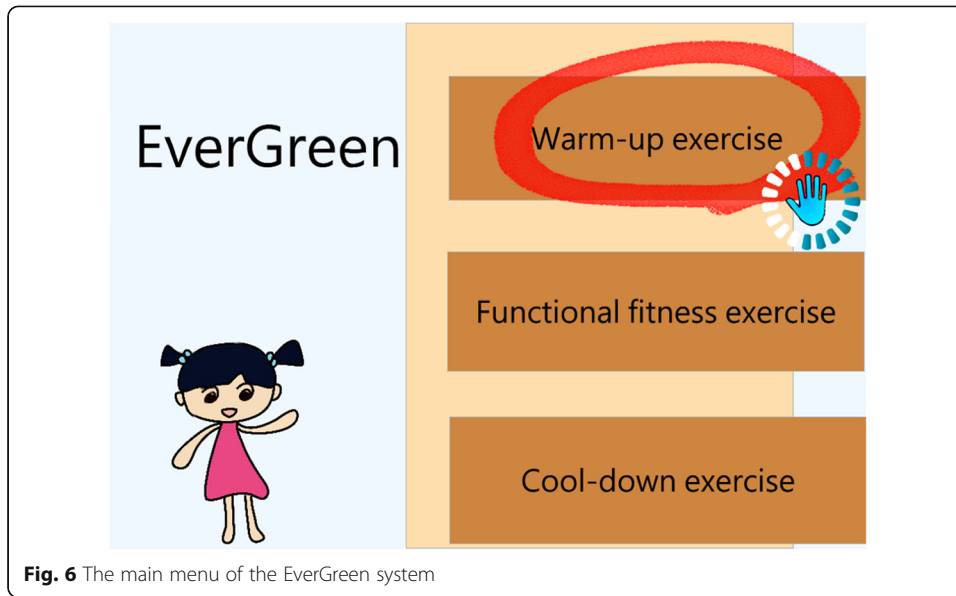 EverGreen
Warm-up exercise
Functional fitness exercise
Cool-down exercise
Fig. 6 The main menu of the EverGreen system